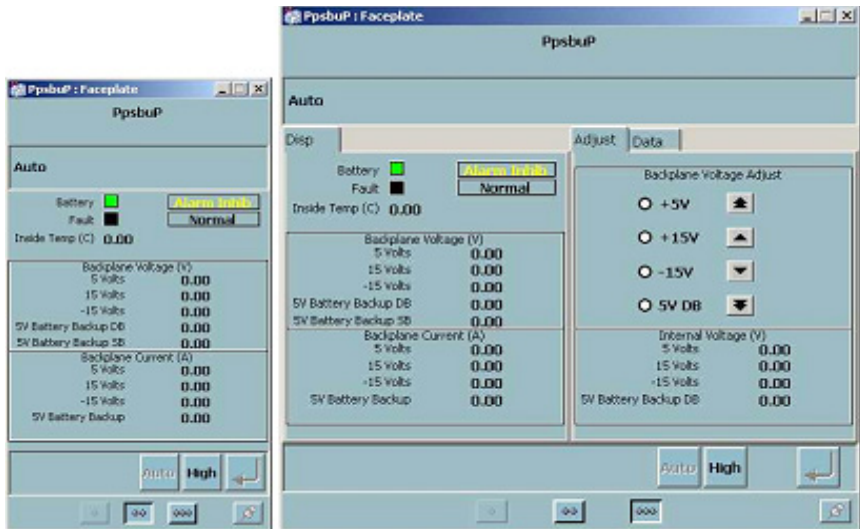 PpsbuP : Faceplate
PpsbuP
Auto
Battery
Alarm Inhib
Fault
Normal
Inside Temp (C) 0.00
Backplane Voltage (V)
5 Volts 0.00
15 Volts 0.00
-15 Volts 0.00
5V Battery Backup DB 0.00
5V Battery Backup SB 0.00
Backplane Current (A)
5 Volts 0.00
15 Volts 0.00
-15 Volts 0.00
5V Battery Backup 0.00
Auto High
PpsbuP : Faceplate
PpsbuP
Auto
Disp
Battery
Alarm Inhib
Fault
Normal
Inside Temp (C) 0.00
Backplane Voltage (V)
5 Volts 0.00
15 Volts 0.00
-15 Volts 0.00
5V Battery Backup DB 0.00
5V Battery Backup SB 0.00
Backplane Current (A)
5 Volts 0.00
15 Volts 0.00
-15 Volts 0.00
5V Battery Backup 0.00
Adjust Data
Backplane Voltage Adjust
+5V
+15V
-15V
5V DB
Internal Voltage (V)
5 Volts 0.00
15 Volts 0.00
-15 Volts 0.00
5V Battery Backup DB 0.00
Auto High